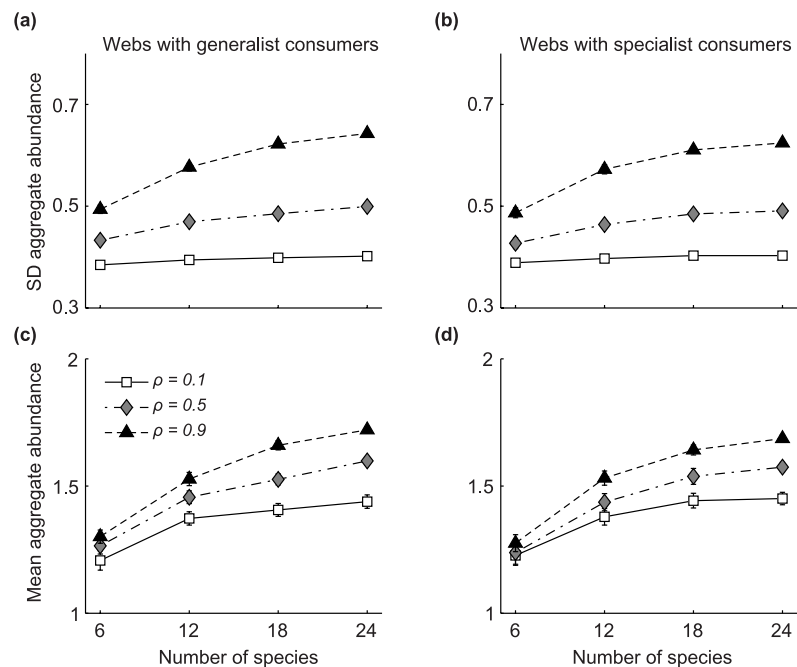 (a)
Webs with generalist consumers
(b)
Webs with specialist consumers
SD aggregate abundance
0.7
0.5
0.3
0.7
0.5
0.3
(c)
(d)
Mean aggregate abundance
2
1.5
1
ρ = 0.1
ρ = 0.5
ρ = 0.9
2
1.5
1
6 12 18 24
Number of species
6 12 18 24
Number of species